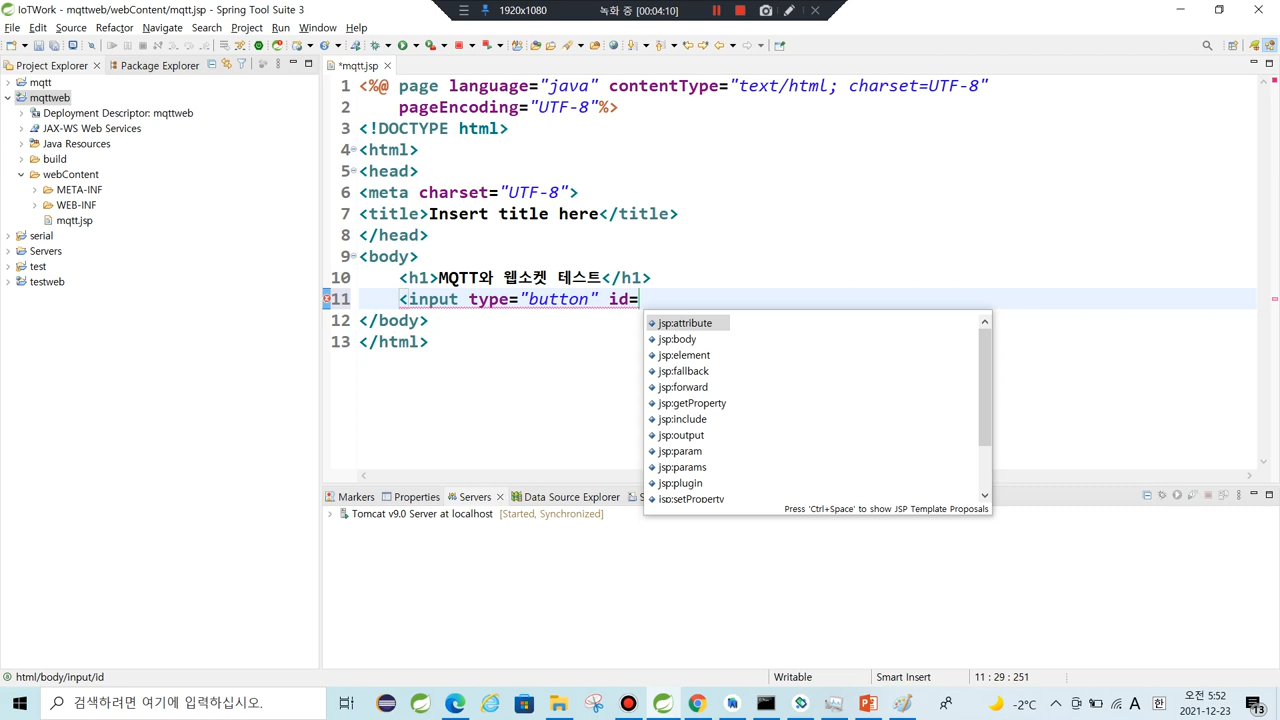 IoTWork - mqttweb/webContent/mqtt.jsp - Spring Tool Suite 3
1920x1080
녹화 중 [00:04:10]
File Edit Source Refactor Navigate Search Project Run Window Help
Project Explorer
Package Explorer
*mqtt.jsp
mqtt
mqttweb
Deployment Descriptor: mqttweb
JAX-WS Web Services
Java Resources
build
webContent
META-INF
WEB-INF
mqtt.jsp
serial
Servers
test
testweb
1 <%@ page language="java" contentType="text/html; charset=UTF-8"
2 pageEncoding="UTF-8"%>
3 <!DOCTYPE html>
4 <html>
5 <head>
6 <meta charset="UTF-8">
7 <title>Insert title here</title>
8 </head>
9 <body>
10 <h1>MQTT와 웹소켓 테스트</h1>
11 <input type="button" id=
12 </body>
13 </html>
jsp:attribute
jsp:body
jsp:element
jsp:fallback
jsp:forward
jsp:getProperty
jsp:include
jsp:output
jsp:param
jsp:params
jsp:plugin
jsp:setProperty
Press 'Ctrl+Space' to show JSP Template Proposals
Markers Properties Servers Data Source Explorer S
Tomcat v9.0 Server at localhost [Started, Synchronized]
html/body/input/id
Writable
Smart Insert
11 : 29 : 251
검색하려면 여기에 입력하십시오.
-2°C
A
한
오전 5:52
2021-12-23
13